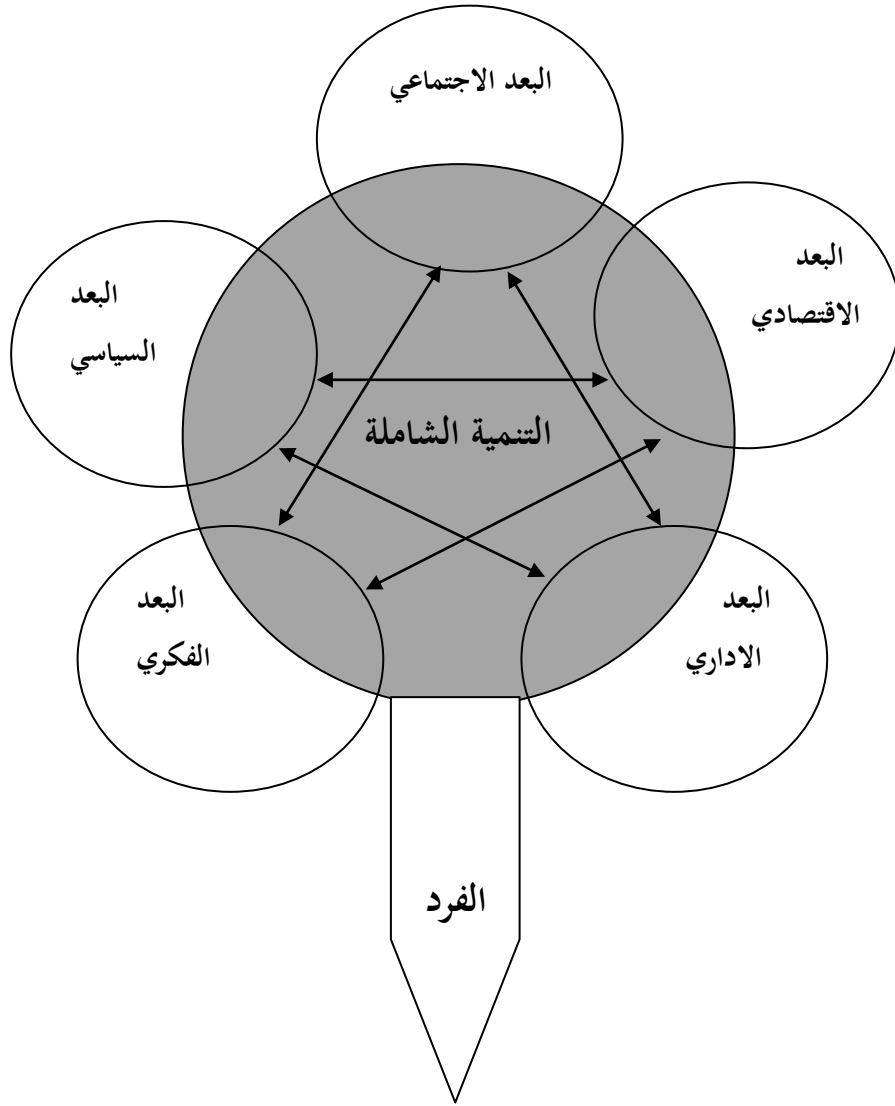 البعد الاجتماعي
البعد
الاقتصادي
البعد
السياسي
التنمية الشاملة
البعد
الفكري
البعد
الاداري
الفرد